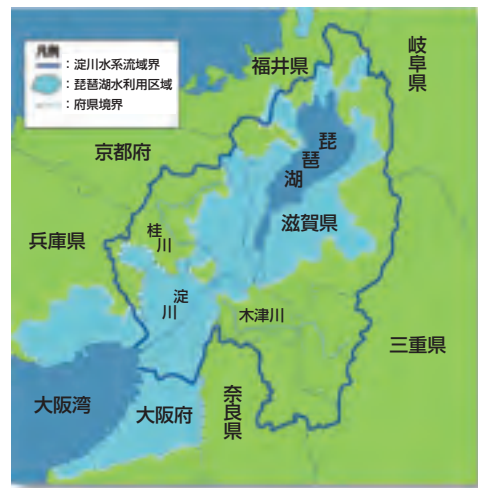 凡例
：淀川水系流域界
：琵琶湖水利用区域
：府県境界
福井県
岐阜県
京都府
琵琶湖
滋賀県
兵庫県
桂川
淀川
木津川
三重県
大阪湾
大阪府
奈良県